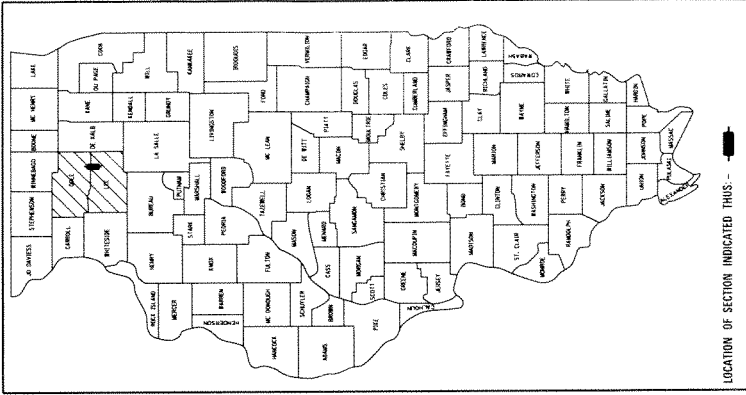 JO DAVIESS
STEPHENSON
WINNEBAGO
BOONE
MC HENRY
LAKE
CARROLL
OGLE
DE KALB
KANE
COOK
DU PAGE
WHITESIDE
LEE
KENDALL
WILL
ROCK ISLAND
HENRY
BUREAU
LA SALLE
GRUNDY
KANKAKEE
MERCER
PUTNAM
STARK
MARSHALL
LIVINGSTON
IROQUOIS
HENDERSON
WARREN
KNOX
PEORIA
WOODFORD
FORD
HANCOCK
MC DONOUGH
FULTON
TAZEWELL
MC LEAN
VERMILION
CHAMPAIGN
ADAMS
SCHUYLER
MASON
LOGAN
DE WITT
PIATT
BROWN
CASS
MENARD
MACON
DOUGLAS
EDGAR
PIKE
SCOTT
MORGAN
SANGAMON
CHRISTIAN
MOULTRIE
COLES
CLARK
SHELBY
CUMBERLAND
GREENE
MACOUPIN
MONTGOMERY
CALHOUN
JERSEY
FAYETTE
EFFINGHAM
JASPER
CRAWFORD
MADISON
BOND
CLAY
RICHLAND
LAWRENCE
CLINTON
MARION
WAYNE
EDWARDS
WABASH
ST. CLAIR
WASHINGTON
JEFFERSON
WHITE
MONROE
RANDOLPH
PERRY
FRANKLIN
HAMILTON
JACKSON
WILLIAMSON
SALINE
GALLATIN
UNION
JOHNSON
POPE
HARDIN
ALEXANDER
PULASKI
MASSAC
LOCATION OF SECTION INDICATED THUS:-